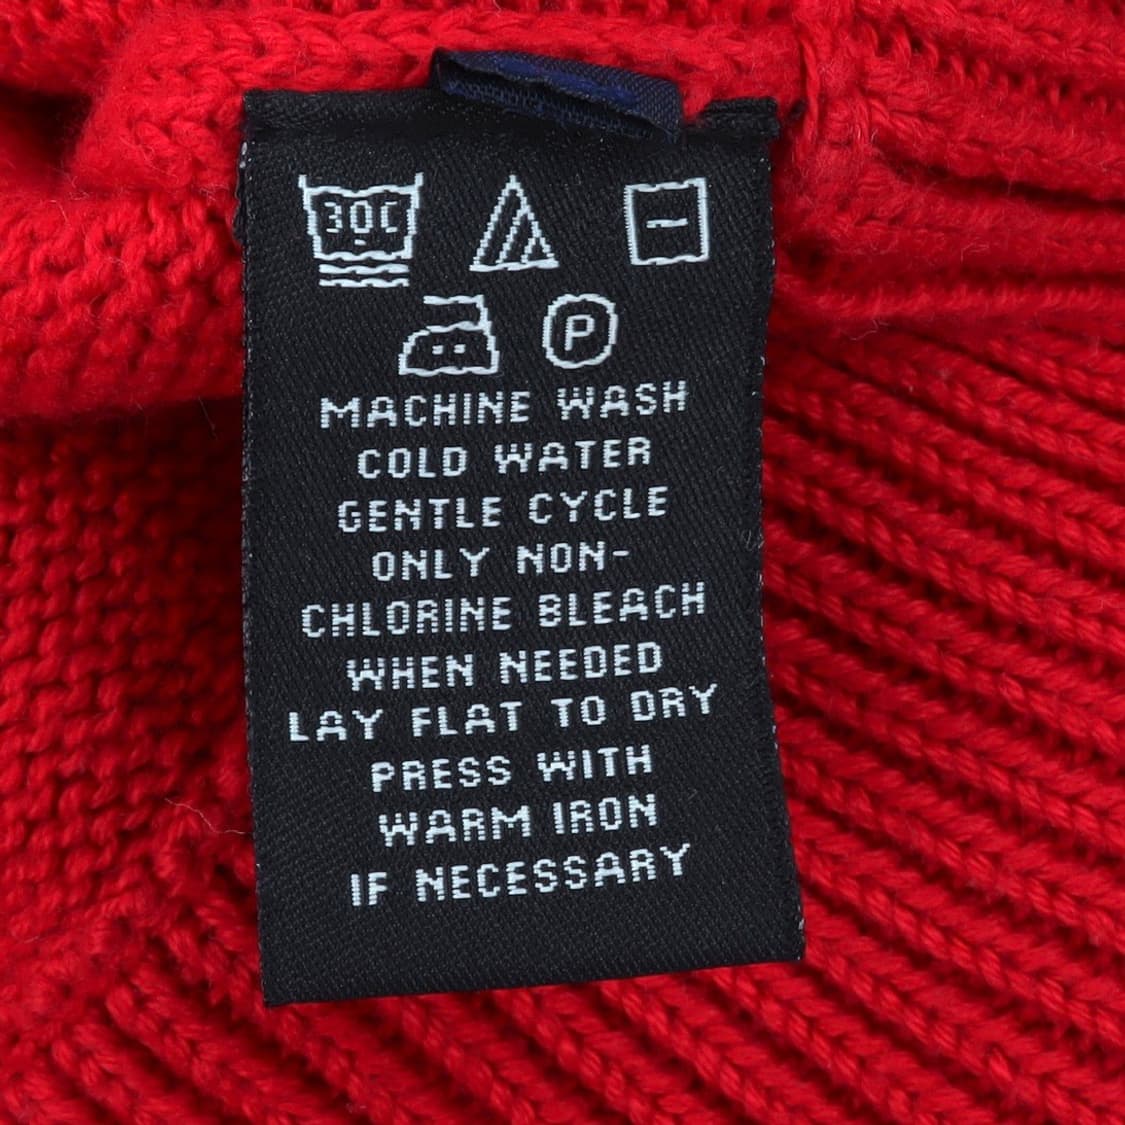 30C
P
MACHINE WASH
COLD WATER
GENTLE CYCLE
ONLY NON-
CHLORINE BLEACH
WHEN NEEDED
LAY FLAT TO DRY
PRESS WITH
WARM IRON
IF NECESSARY